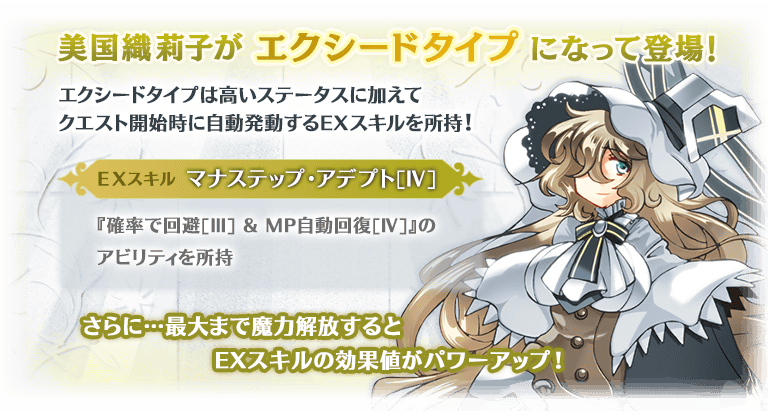 美国織莉子が エクシードタイプ になって登場!
エクシードタイプは高いステータスに加えて
クエスト開始時に自動発動するEXスキルを所持!
EXスキル マナステップ・アデプト[Ⅳ]
『確率で回避[Ⅲ] & MP自動回復[Ⅳ]』の
アビリティを所持
さらに…最大まで魔力解放すると
EXスキルの効果値がパワーアップ!